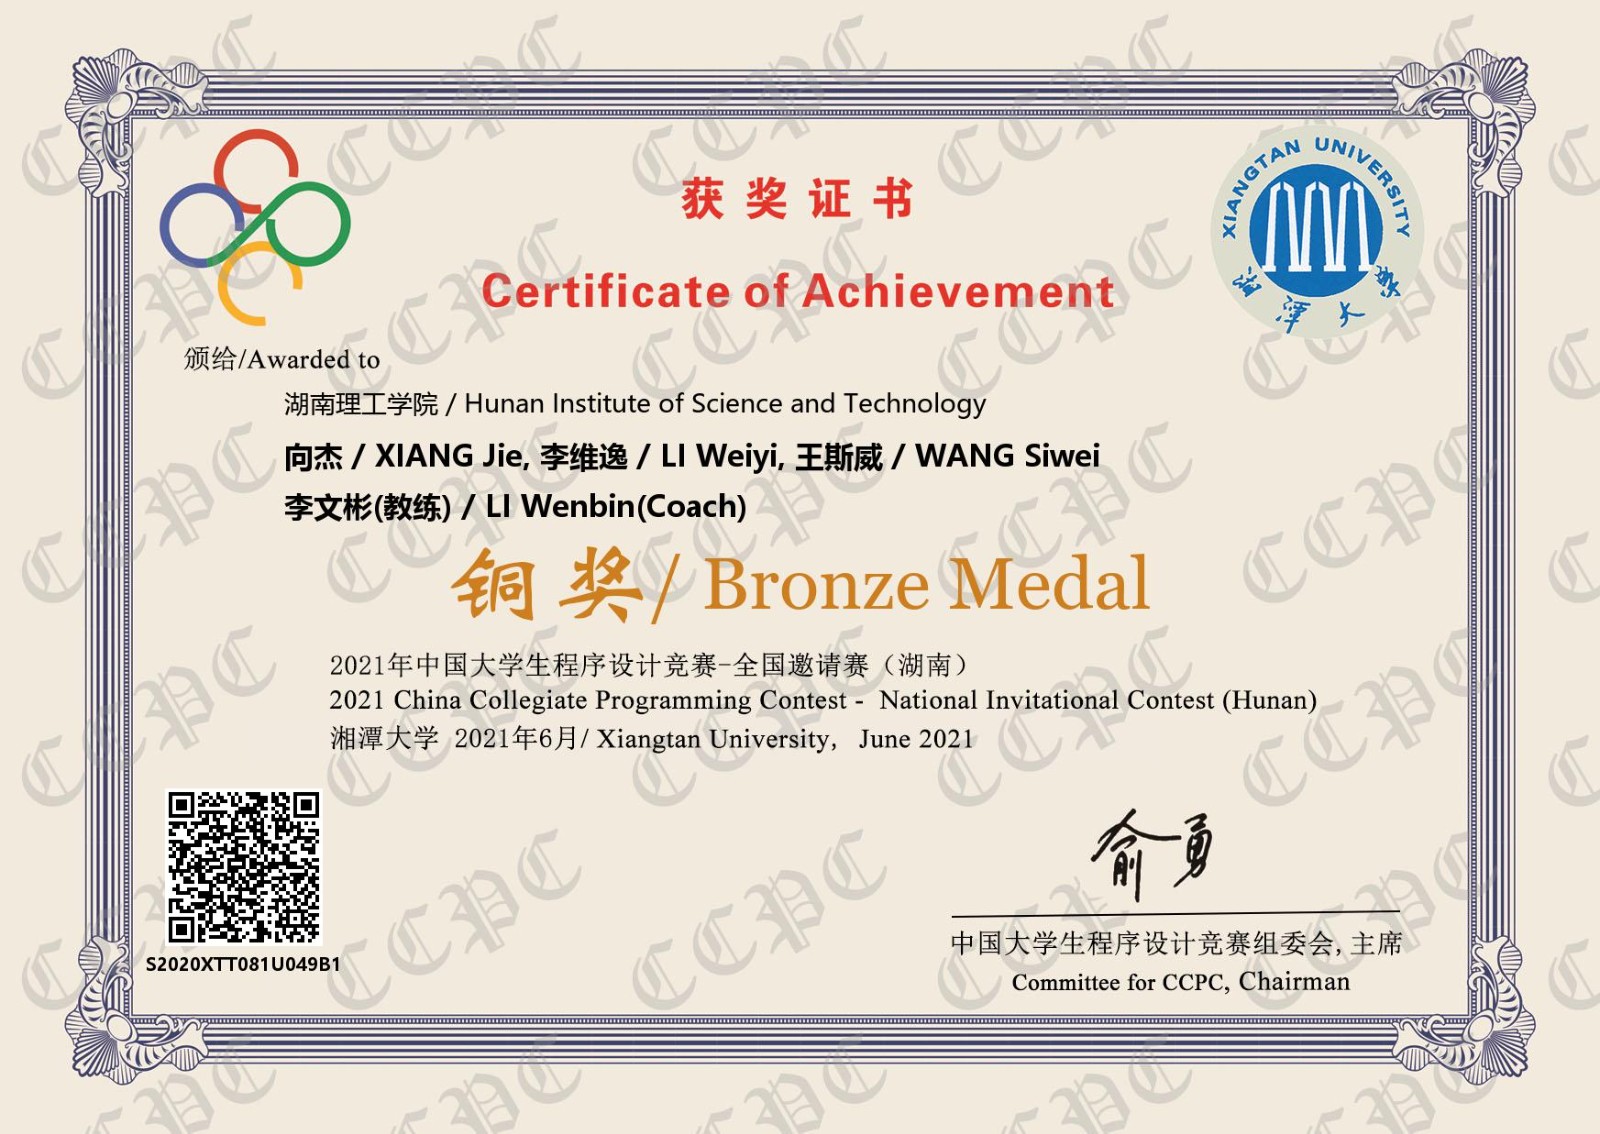 获奖证书
XIANGTAN UNIVERSITY
湘潭大学
Certificate of Achievement
颁给/Awarded to
湖南理工学院 / Hunan Institute of Science and Technology
向杰 / XIANG Jie, 李维逸 / LI Weiyi, 王斯威 / WANG Siwei
李文彬(教练) / LI Wenbin(Coach)
铜奖/ Bronze Medal
2021年中国大学生程序设计竞赛-全国邀请赛（湖南）
2021 China Collegiate Programming Contest - National Invitational Contest (Hunan)
湘潭大学 2021年6月/ Xiangtan University, June 2021
俞勇
S2020XTT081U049B1
中国大学生程序设计竞赛组委会, 主席
Committee for CCPC, Chairman
CCPC